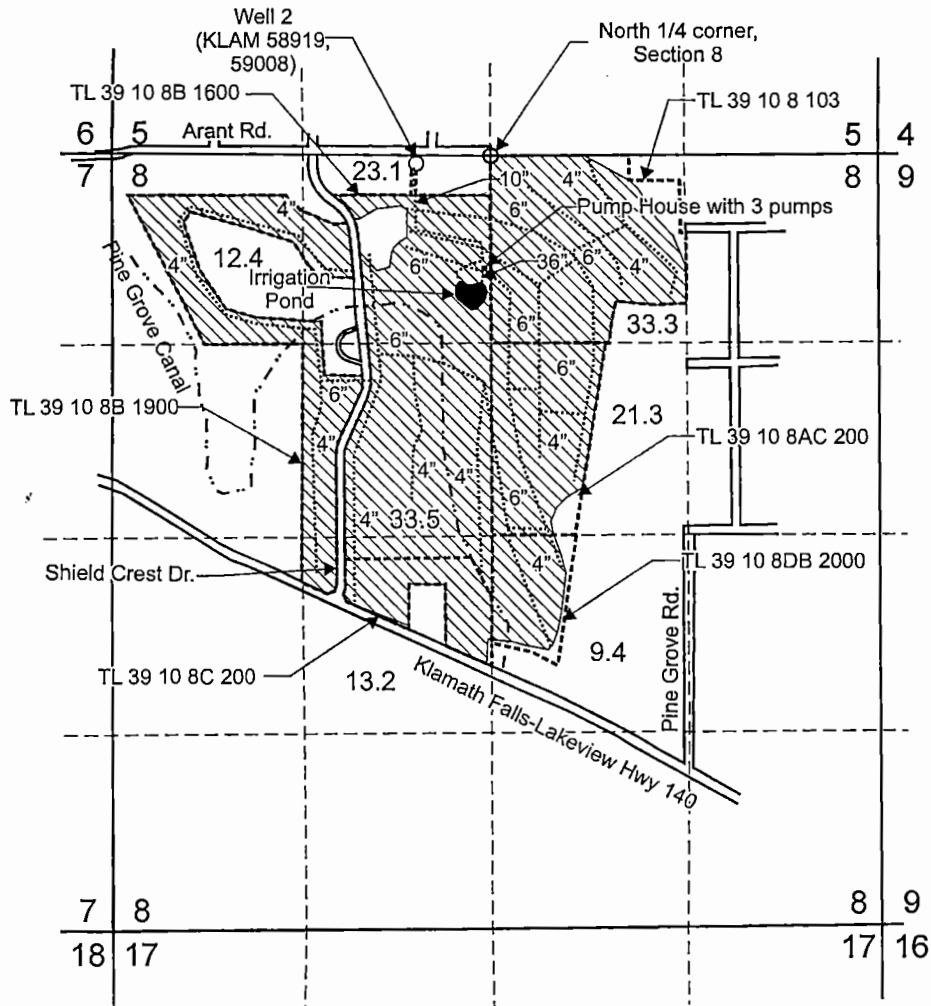 Well 2
(KLAM 58919,
59008)
North 1/4 corner,
Section 8
TL 39 10 8B 1600
TL 39 10 8 103
Arant Rd.
6 5
5 4
7 8
8 9
23.1
10"
4"
6"
4"
Pump House with 3 pumps
4"
12.4
6"
36"
6"
4"
Irrigation
Pond
33.3
Pine Grove Canal
6"
6"
6"
21.3
TL 39 10 8B 1900
6"
4"
4"
TL 39 10 8AC 200
4"
4"
6"
4"
33.5
4"
Shield Crest Dr.
TL 39 10 8DB 2000
9.4
TL 39 10 8C 200
13.2
Klamath Falls-Lakeview Hwy 140
Pine Grove Rd.
7 8
8 9
18 17
17 16